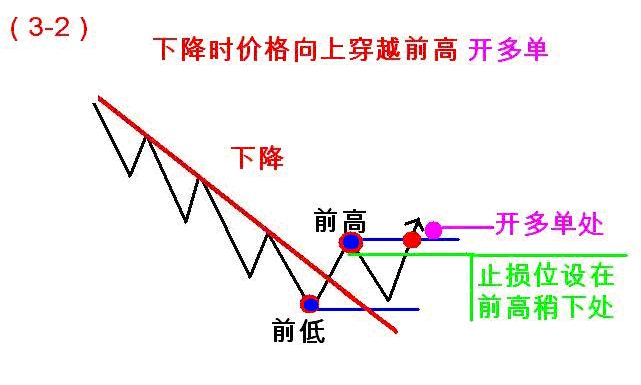 (3-2)
下降时价格向上穿越前高 开多单
下降
前高
开多单处
止损位设在
前高稍下处
前低